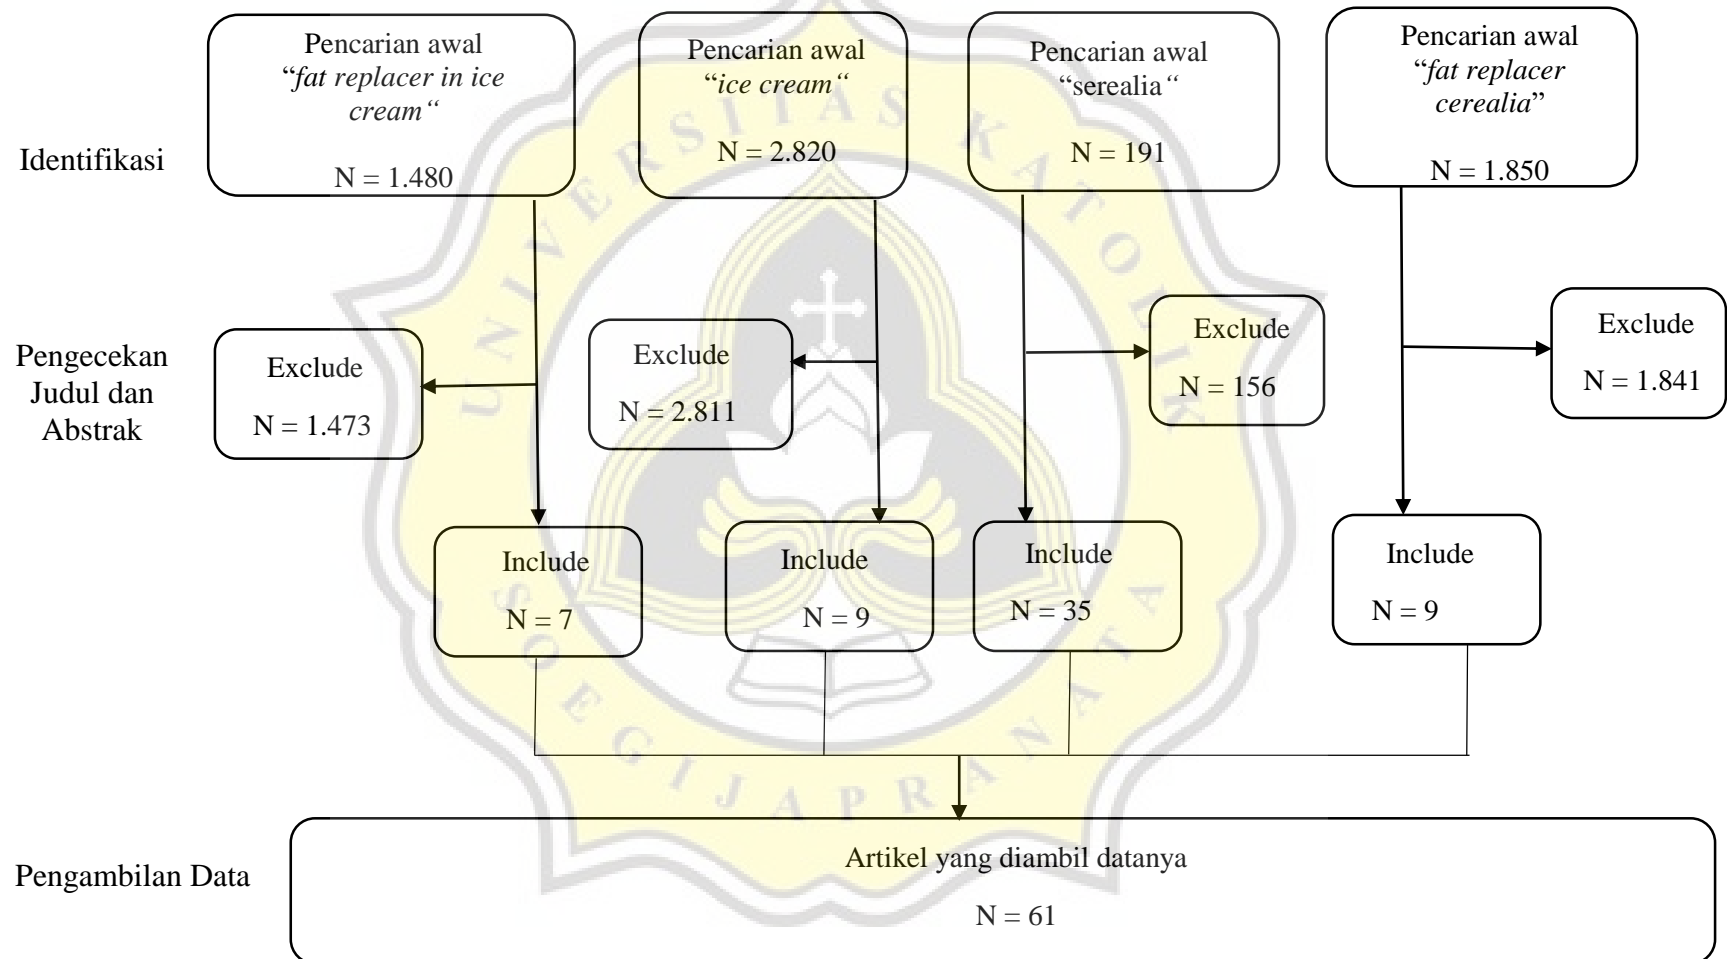 Pencarian awal
“fat replacer in ice
cream“
N = 1.480
Pencarian awal
“ice cream“
N = 2.820
Pencarian awal
“serealia“
N = 191
Pencarian awal
“fat replacer
cerealia”
N = 1.850
Identifikasi
Pengecekan
Judul dan
Abstrak
Exclude
N = 1.473
Exclude
N = 2.811
Exclude
N = 156
Exclude
N = 1.841
Include
N = 7
Include
N = 9
Include
N = 35
Include
N = 9
Pengambilan Data
Artikel yang diambil datanya
N = 61
UNIVERSITAS KATOLIK
SOEGIJAPRANATA